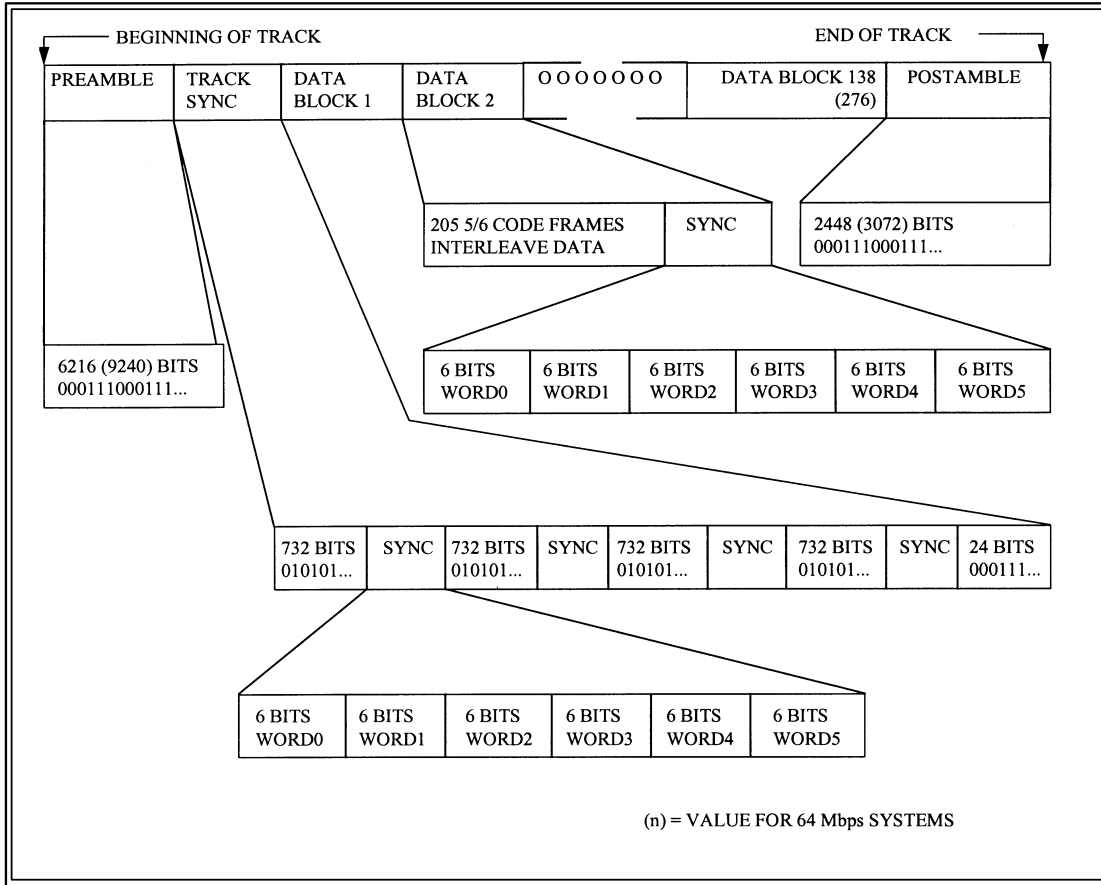 BEGINNING OF TRACK
END OF TRACK
PREAMBLE
TRACK
SYNC
DATA
BLOCK 1
DATA
BLOCK 2
O O O O O O O
DATA BLOCK 138
(276)
POSTAMBLE
205 5/6 CODE FRAMES
INTERLEAVE DATA
SYNC
2448 (3072) BITS
000111000111...
6216 (9240) BITS
000111000111...
6 BITS
WORD0
6 BITS
WORD1
6 BITS
WORD2
6 BITS
WORD3
6 BITS
WORD4
6 BITS
WORD5
732 BITS
010101...
SYNC
732 BITS
010101...
SYNC
732 BITS
010101...
SYNC
732 BITS
010101...
SYNC
24 BITS
000111...
6 BITS
WORD0
6 BITS
WORD1
6 BITS
WORD2
6 BITS
WORD3
6 BITS
WORD4
6 BITS
WORD5
(n) = VALUE FOR 64 Mbps SYSTEMS